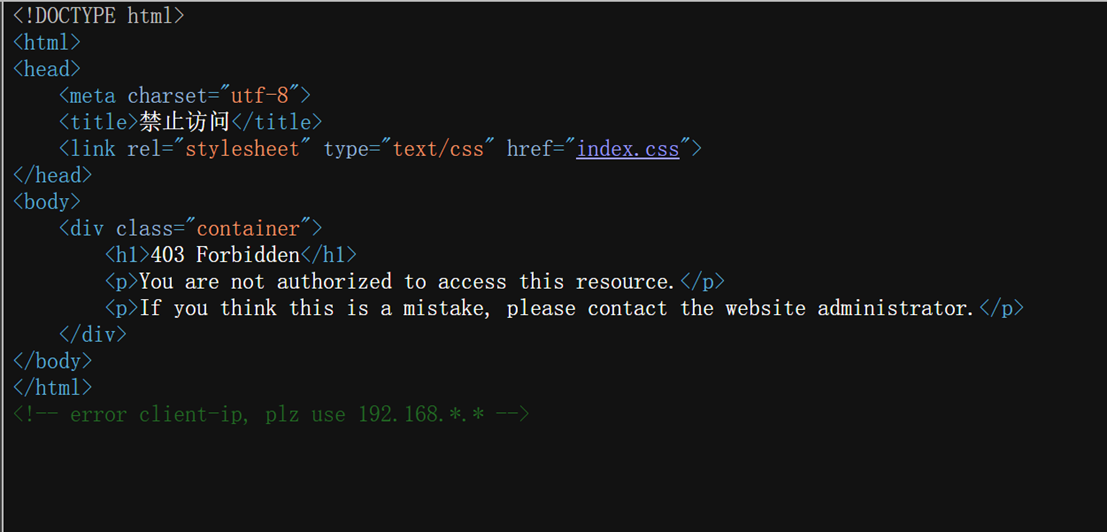 <!DOCTYPE html>
<html>
<head>
    <meta charset="utf-8">
    <title>禁止访问</title>
    <link rel="stylesheet" type="text/css" href="index.css">
</head>
<body>
    <div class="container">
        <h1>403 Forbidden</h1>
        <p>You are not authorized to access this resource.</p>
        <p>If you think this is a mistake, please contact the website administrator.</p>
    </div>
</body>
</html>
<!-- error client-ip, plz use 192.168.*.* -->